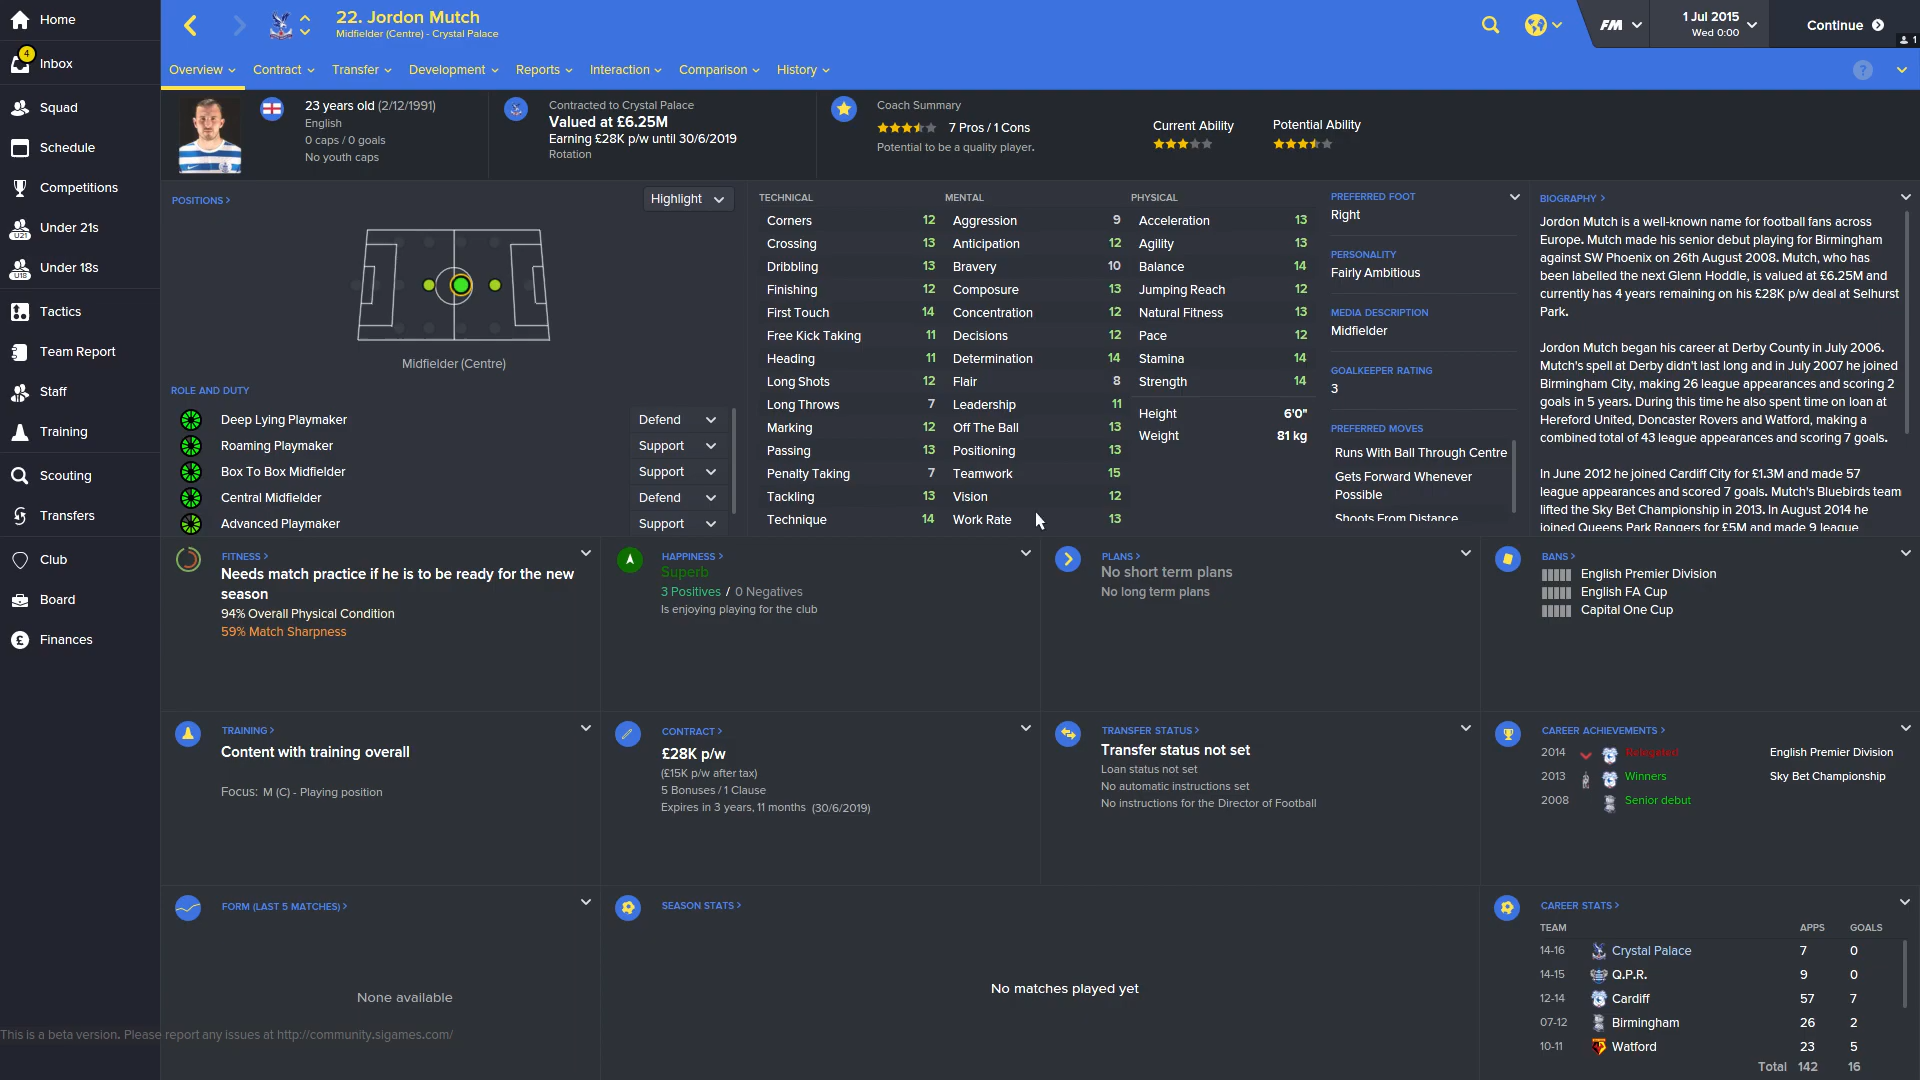 Home
4
Inbox
Squad
Schedule
Competitions
U21
Under 21s
U18
Under 18s
Tactics
Team Report
Staff
Training
Scouting
Transfers
Club
Board
Finances
22. Jordon Mutch
Midfielder (Centre) - Crystal Palace
FM
1 Jul 2015
Wed 0:00
Continue
1
Overview
Contract
Transfer
Development
Reports
Interaction
Comparison
History
?
23 years old (2/12/1991)
English
0 caps / 0 goals
No youth caps
Contracted to Crystal Palace
Valued at £6.25M
Earning £28K p/w until 30/6/2019
Rotation
Coach Summary
7 Pros / 1 Cons
Potential to be a quality player.
Current Ability
Potential Ability
POSITIONS >
Highlight
Midfielder (Centre)
ROLE AND DUTY
Deep Lying Playmaker Defend
Roaming Playmaker Support
Box To Box Midfielder Support
Central Midfielder Defend
Advanced Playmaker Support
TECHNICAL
Corners 12
Crossing 13
Dribbling 13
Finishing 12
First Touch 14
Free Kick Taking 11
Heading 11
Long Shots 12
Long Throws 7
Marking 12
Passing 13
Penalty Taking 7
Tackling 13
Technique 14
MENTAL
Aggression 9
Anticipation 12
Bravery 10
Composure 13
Concentration 12
Decisions 12
Determination 14
Flair 8
Leadership 11
Off The Ball 13
Positioning 13
Teamwork 15
Vision 12
Work Rate 13
PHYSICAL
Acceleration 13
Agility 13
Balance 14
Jumping Reach 12
Natural Fitness 13
Pace 12
Stamina 14
Strength 14
Height 6'0"
Weight 81 kg
PREFERRED FOOT
Right
PERSONALITY
Fairly Ambitious
MEDIA DESCRIPTION
Midfielder
GOALKEEPER RATING
3
PREFERRED MOVES
Runs With Ball Through Centre
Gets Forward Whenever
Possible
Shoots From Distance
BIOGRAPHY >
Jordon Mutch is a well-known name for football fans across
Europe. Mutch made his senior debut playing for Birmingham
against SW Phoenix on 26th August 2008. Mutch, who has
been labelled the next Glenn Hoddle, is valued at £6.25M and
currently has 4 years remaining on his £28K p/w deal at Selhurst
Park.
Jordon Mutch began his career at Derby County in July 2006.
Mutch's spell at Derby didn't last long and in July 2007 he joined
Birmingham City, making 26 league appearances and scoring 2
goals in 5 years. During this time he also spent time on loan at
Hereford United, Doncaster Rovers and Watford, making a
combined total of 43 league appearances and scoring 7 goals.
In June 2012 he joined Cardiff City for £1.3M and made 57
league appearances and scored 7 goals. Mutch's Bluebirds team
lifted the Sky Bet Championship in 2013. In August 2014 he
joined Queens Park Rangers for £5M and made 9 league
FITNESS >
Needs match practice if he is to be ready for the new
season
94% Overall Physical Condition
59% Match Sharpness
HAPPINESS >
Superb
3 Positives / 0 Negatives
Is enjoying playing for the club
PLANS >
No short term plans
No long term plans
BANS >
English Premier Division
English FA Cup
Capital One Cup
TRAINING >
Content with training overall
Focus: M (C) - Playing position
CONTRACT >
£28K p/w
(£15K p/w after tax)
5 Bonuses / 1 Clause
Expires in 3 years, 11 months (30/6/2019)
TRANSFER STATUS >
Transfer status not set
Loan status not set
No automatic instructions set
No instructions for the Director of Football
CAREER ACHIEVEMENTS >
2014 Relegated English Premier Division
2013 Winners Sky Bet Championship
2008 Senior debut
FORM (LAST 5 MATCHES) >
None available
SEASON STATS >
No matches played yet
CAREER STATS >
TEAM APPS GOALS
14-16 Crystal Palace 7 0
14-15 Q.P.R. 9 0
12-14 Cardiff 57 7
07-12 Birmingham 26 2
10-11 Watford 23 5
Total 142 16
This is a beta version. Please report any issues at http://community.sigames.com/